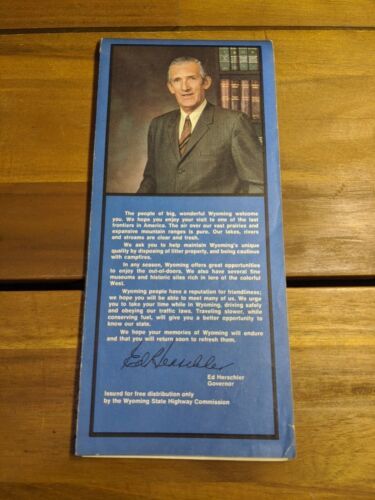 The people of big, wonderful Wyoming welcome
you. We hope you enjoy your visit to one of the last
frontiers in America. The air over our vast prairies and
expansive mountain ranges is pure. Our lakes, rivers
and streams are clear and fresh.
We ask you to help maintain Wyoming's unique
quality by disposing of litter properly, and being cautious
with campfires.
In any season, Wyoming offers great opportunities
to enjoy the out-of-doors. We also have several fine
museums and historic sites rich in lore of the colorful
West.
Wyoming people have a reputation for friendliness;
we hope you will be able to meet many of us. We urge
you to take your time while in Wyoming, driving safely
and obeying our traffic laws. Traveling slower, while
conserving fuel, will give you a better opportunity to
know our state.
We hope your memories of Wyoming will endure
and that you will return soon to refresh them.
Ed Herschler
Ed Herschler
Governor
Issued for free distribution only
by the Wyoming State Highway Commission